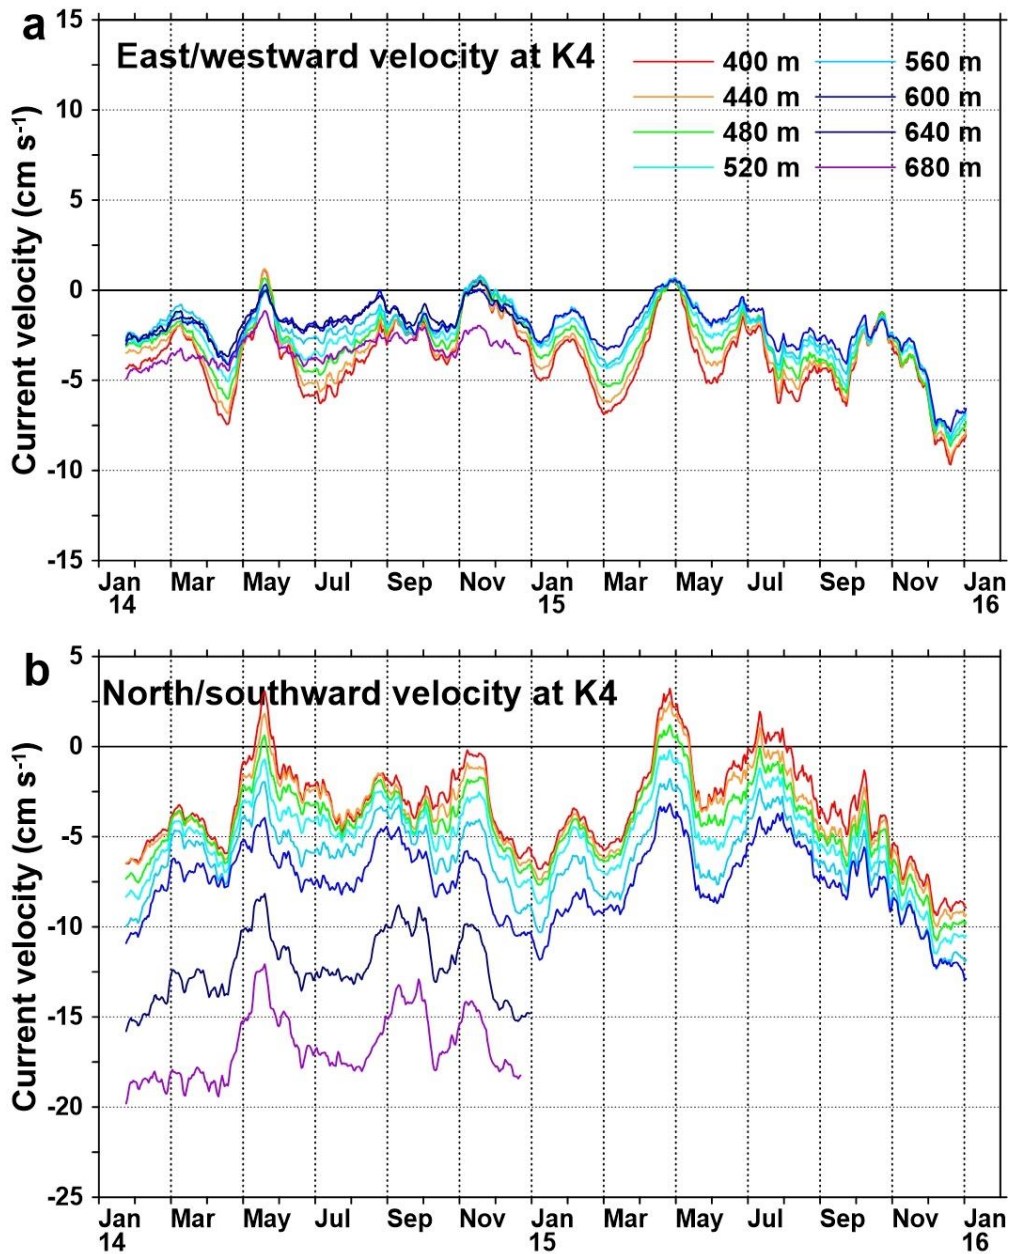 a
East/westward velocity at K4
400 m 560 m
440 m 600 m
480 m 640 m
520 m 680 m
Current velocity (cm s-1)
15
10
5
0
-5
-10
-15
Jan Mar May Jul Sep Nov Jan Mar May Jul Sep Nov Jan
14 15 16
b
North/southward velocity at K4
Current velocity (cm s-1)
5
0
-5
-10
-15
-20
-25
Jan Mar May Jul Sep Nov Jan Mar May Jul Sep Nov Jan
14 15 16